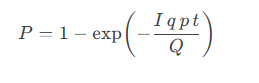 P = 1 − exp(−Iqpt/Q)